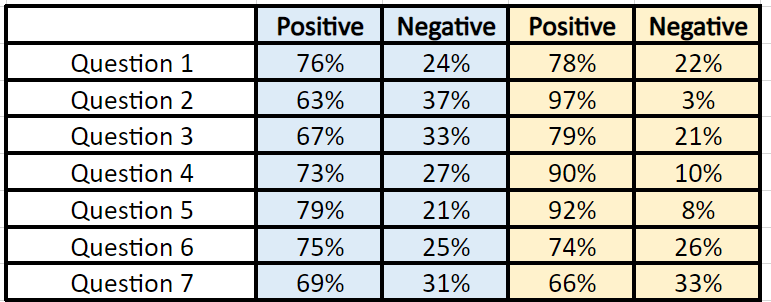 Positive Negative Positive Negative
Question 1 76% 24% 78% 22%
Question 2 63% 37% 97% 3%
Question 3 67% 33% 79% 21%
Question 4 73% 27% 90% 10%
Question 5 79% 21% 92% 8%
Question 6 75% 25% 74% 26%
Question 7 69% 31% 66% 33%